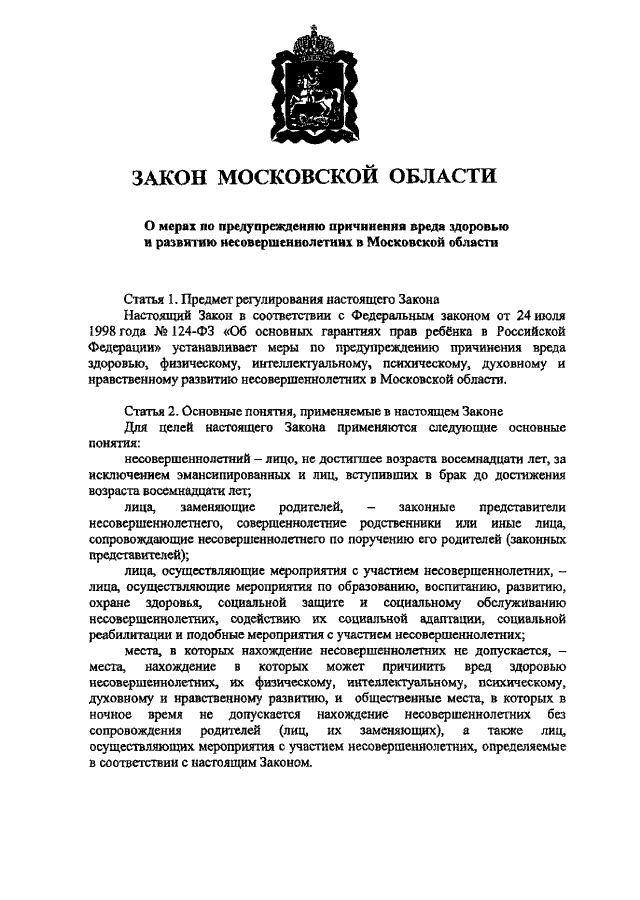 ЗАКОН МОСКОВСКОЙ ОБЛАСТИ
О мерах по предупреждению причинения вреда здоровью
и развитию несовершеннолетних в Московской области
Статья 1. Предмет регулирования настоящего Закона
Настоящий Закон в соответствии с Федеральным законом от 24 июля
1998 года № 124-ФЗ «Об основных гарантиях прав ребёнка в Российской
Федерации» устанавливает меры по предупреждению причинения вреда
здоровью, физическому, интеллектуальному, психическому, духовному и
нравственному развитию несовершеннолетних в Московской области.
Статья 2. Основные понятия, применяемые в настоящем Законе
Для целей настоящего Закона применяются следующие основные
понятия:
несовершеннолетний – лицо, не достигшее возраста восемнадцати лет, за
исключением эмансипированных и лиц, вступивших в брак до достижения
возраста восемнадцати лет;
лица, заменяющие родителей, – законные представители
несовершеннолетнего, совершеннолетние родственники или иные лица,
сопровождающие несовершеннолетнего по поручению его родителей (законных
представителей);
лица, осуществляющие мероприятия с участием несовершеннолетних, –
лица, осуществляющие мероприятия по образованию, воспитанию, развитию,
охране здоровья, социальной защите и социальному обслуживанию
несовершеннолетних, содействию их социальной адаптации, социальной
реабилитации и подобные мероприятия с участием несовершеннолетних;
места, в которых нахождение несовершеннолетних не допускается, –
места, нахождение в которых может причинить вред здоровью
несовершеннолетних, их физическому, интеллектуальному, психическому,
духовному и нравственному развитию, и общественные места, в которых в
ночное время не допускается нахождение несовершеннолетних без
сопровождения родителей (лиц, их заменяющих), а также лиц,
осуществляющих мероприятия с участием несовершеннолетних, определяемые
в соответствии с настоящим Законом.